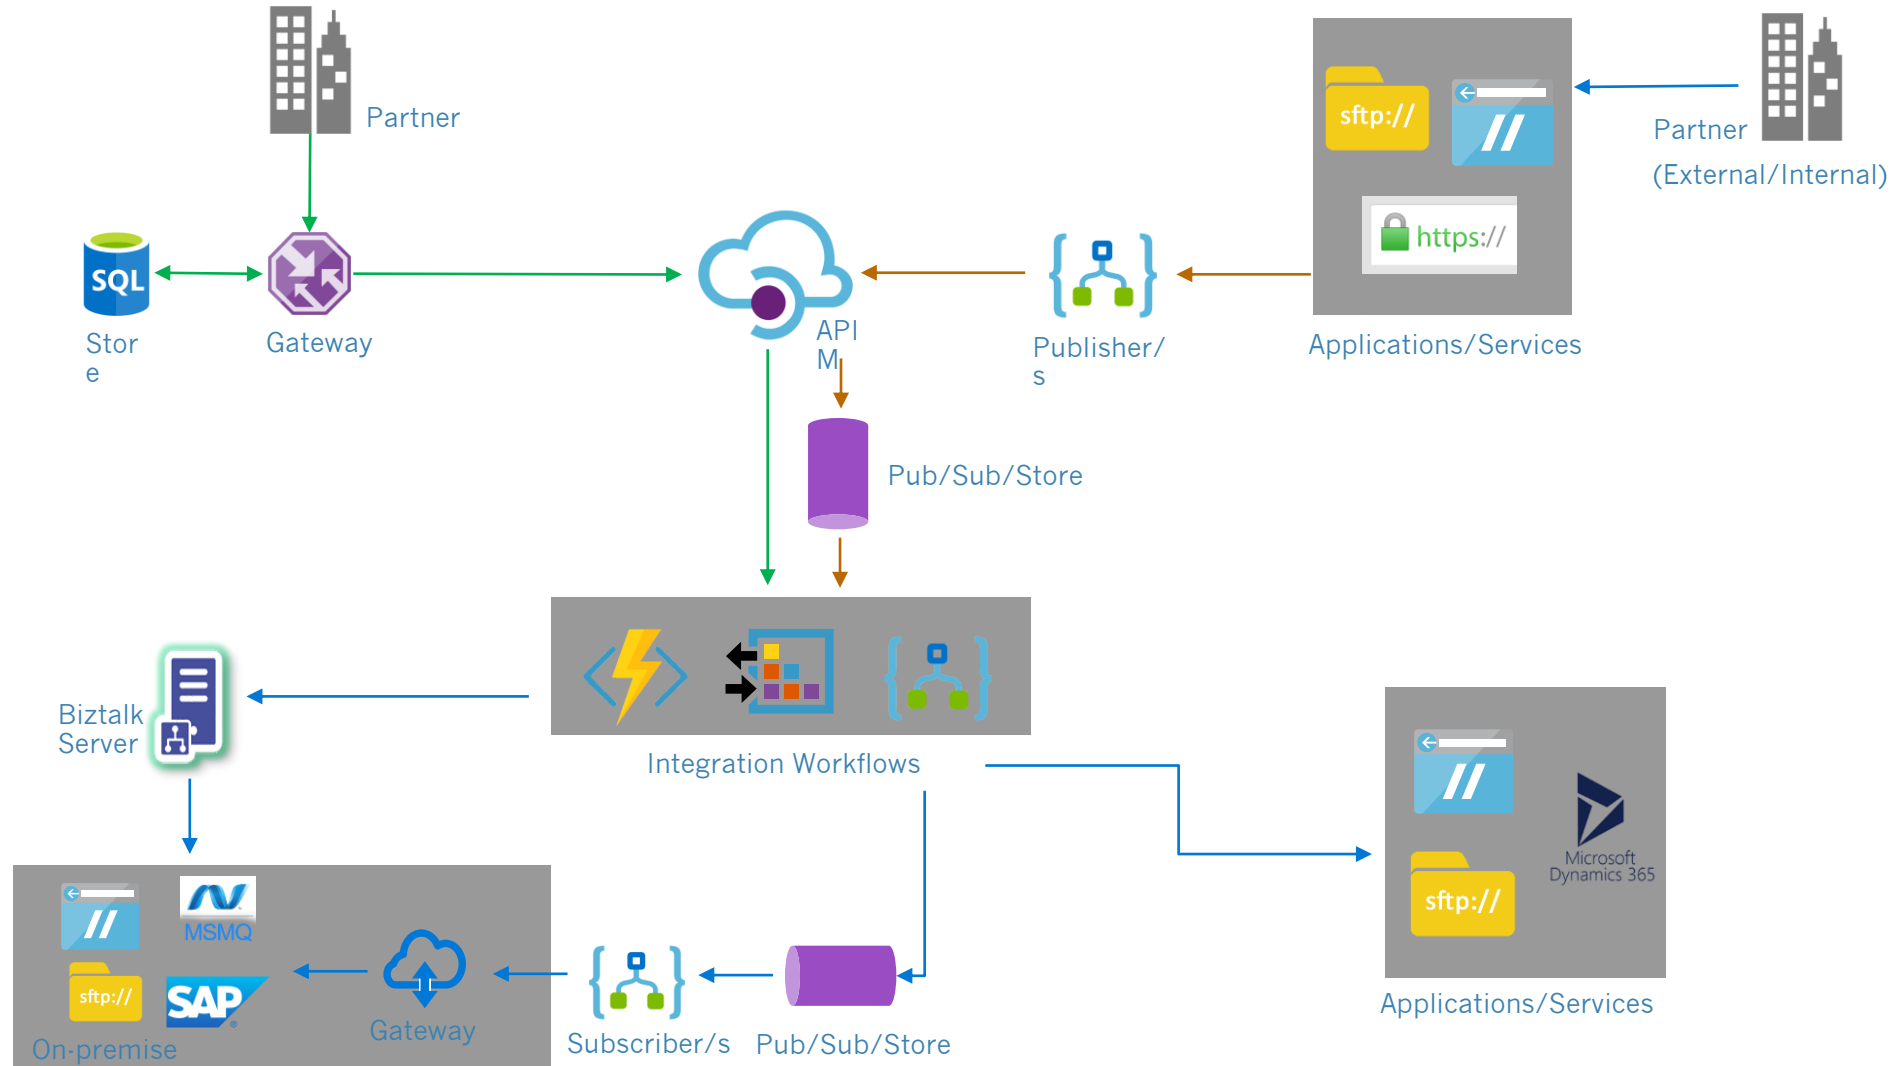 Partner
sftp://
Partner
(External/Internal)
https://
SQL
Stor
e
Gateway
API
M
Publisher/
s
Applications/Services
Pub/Sub/Store
Biztalk
Server
Integration Workflows
Microsoft
Dynamics 365
sftp://
Applications/Services
MSMQ
sftp://
SAP
On-premise
Gateway
Subscriber/s
Pub/Sub/Store